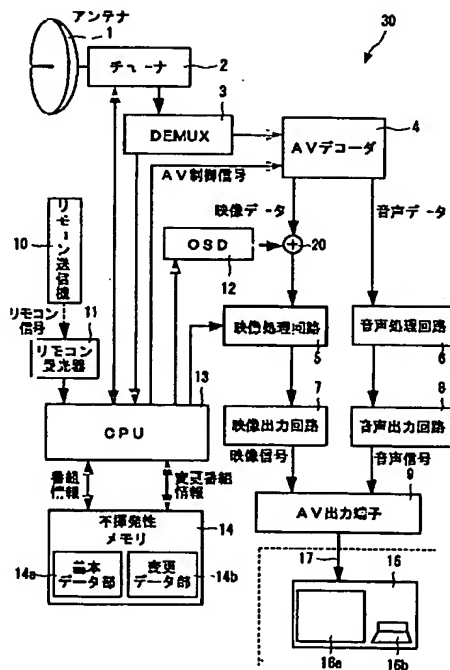 アンテナ
1
30
チューナ
2
3
DEMUX
4
AVデコーダ
AV制御信号
映像データ
音声データ
10
リモコン送信機
OSD
20
12
リモコン
信号
11
リモコン
受光器
映像処理回路
5
音声処理回路
6
13
CPU
7
映像出力回路
8
音声出力回路
映像信号
音声信号
番組
情報
変更番組
情報
9
AV出力端子
不揮発性
メモリ
14
17
16
14a
基本
データ部
変更
データ部
14b
16a
16b